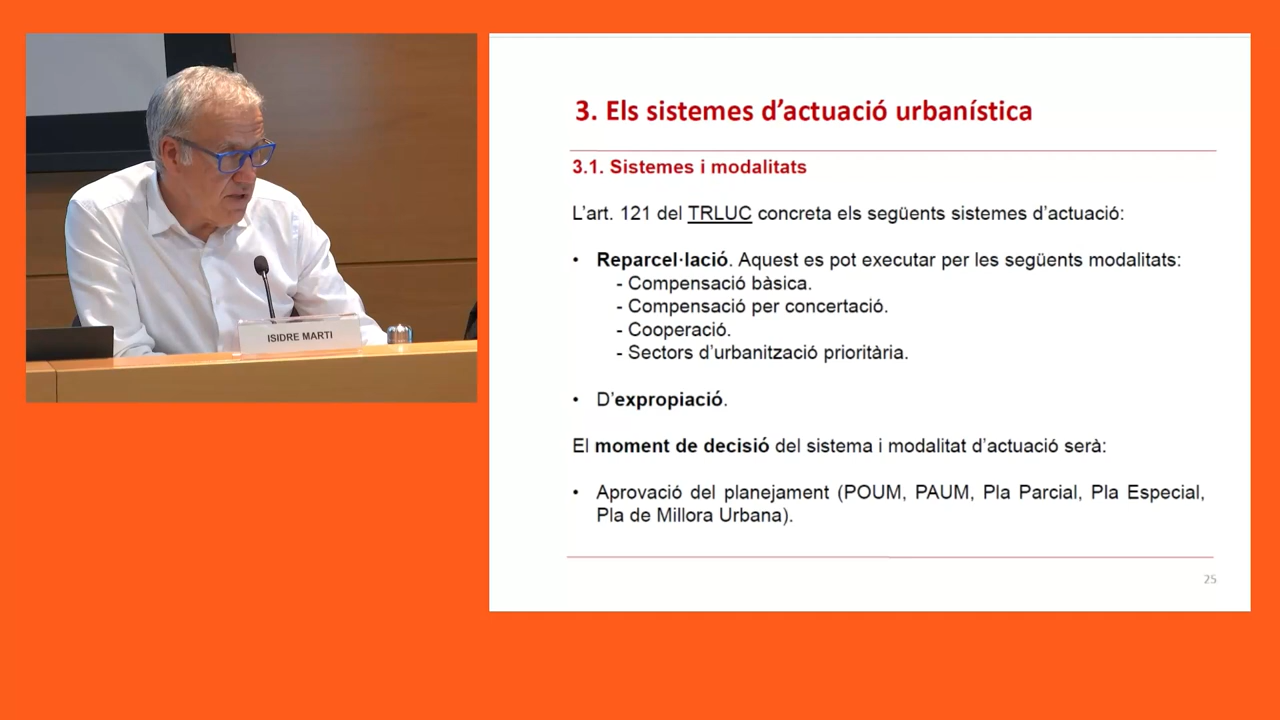 ISIDRE MARTI
3. Els sistemes d’actuació urbanística
3.1. Sistemes i modalitats
L’art. 121 del TRLUC concreta els següents sistemes d’actuació:
• Reparcel·lació. Aquest es pot executar per les següents modalitats:
- Compensació bàsica.
- Compensació per concertació.
- Cooperació.
- Sectors d’urbanització prioritària.
• D’expropiació.
El moment de decisió del sistema i modalitat d’actuació serà:
• Aprovació del planejament (POUM, PAUM, Pla Parcial, Pla Especial,
Pla de Millora Urbana).
25